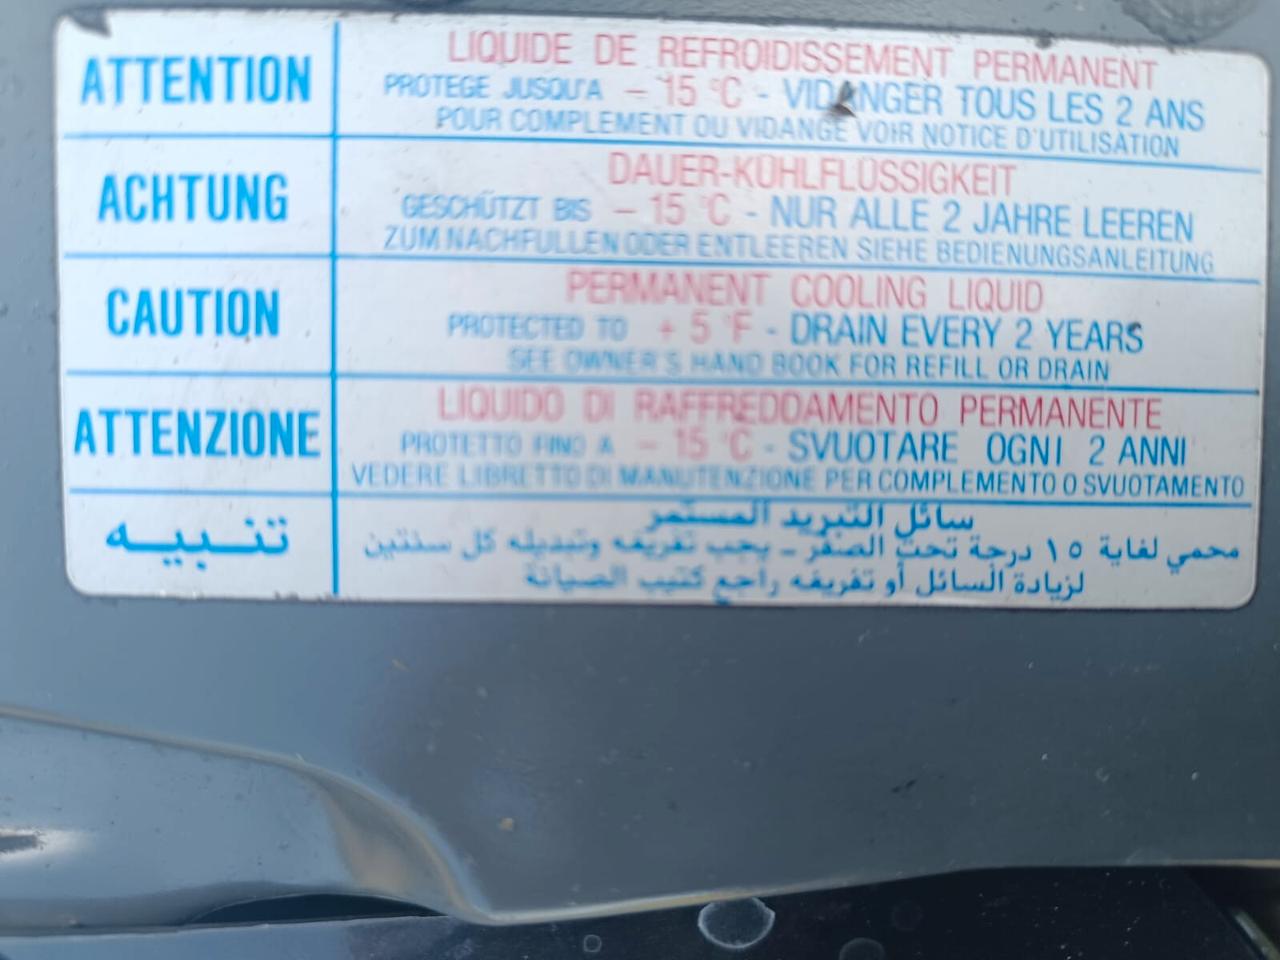 ATTENTION
LIQUIDE DE REFROIDISSEMENT PERMANENT
PROTEGE JUSQU'A – 15 °C - VIDANGER TOUS LES 2 ANS
POUR COMPLEMENT OU VIDANGE VOIR NOTICE D'UTILISATION
ACHTUNG
DAUER-KÜHLFLÜSSIGKEIT
GESCHÜTZT BIS – 15 °C - NUR ALLE 2 JAHRE LEEREN
ZUM NACHFULLEN ODER ENTLEEREN SIEHE BEDIENUNGSANLEITUNG
CAUTION
PERMANENT COOLING LIQUID
PROTECTED TO + 5 °F - DRAIN EVERY 2 YEARS
SEE OWNER'S HAND BOOK FOR REFILL OR DRAIN
ATTENZIONE
LIQUIDO DI RAFFREDDAMENTO PERMANENTE
PROTETTO FINO A – 15 °C - SVUOTARE OGNI 2 ANNI
VEDERE LIBRETTO DI MANUTENZIONE PER COMPLEMENTO O SVUOTAMENTO
تنبيه
سائل التبريد المستمر
محمي لغاية ١٥ درجة تحت الصفر – يجب تفريغه وتبديله كل سنتين
لزيادة السائل أو تفريغه راجع كتيب الصيانة